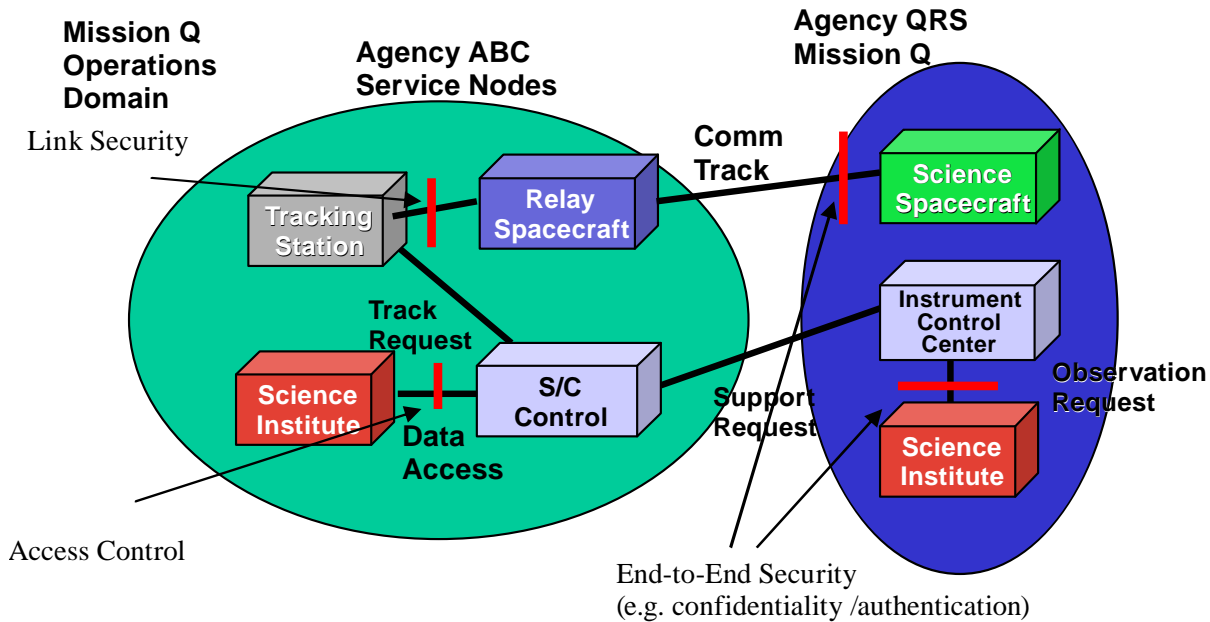 Mission Q
Operations
Domain
Link Security
Agency ABC
Service Nodes
Agency QRS
Mission Q
Comm
Track
Tracking
Station
Relay
Spacecraft
Science
Spacecraft
Track
Request
Science
Institute
S/C
Control
Data
Access
Instrument
Control
Center
Support
Request
Observation
Request
Science
Institute
Access Control
End-to-End Security
(e.g. confidentiality /authentication)